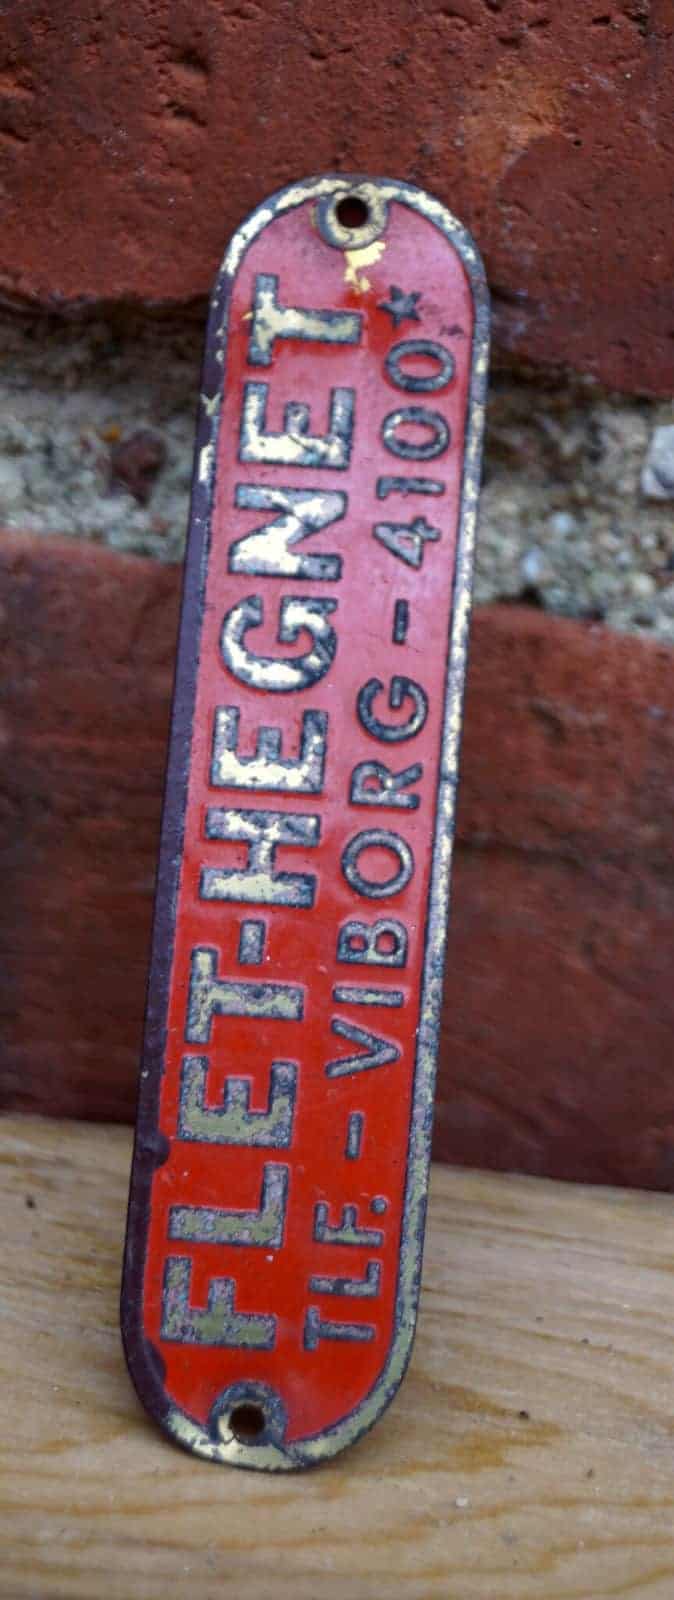 FLET-HEGNET
TLF. - VIBORG - 4100*